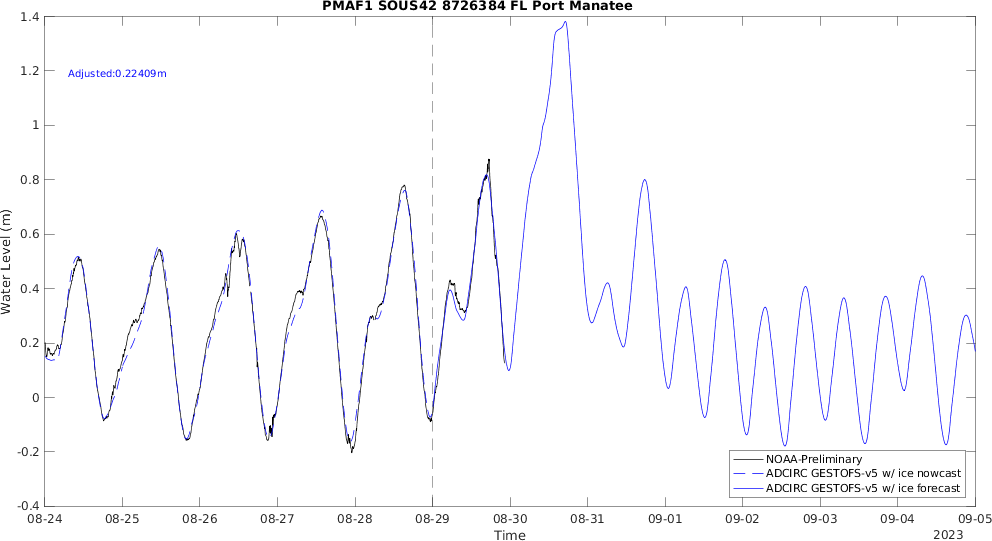 PMAF1 SOUS42 8726384 FL Port Manatee
Adjusted:0.22409m
Water Level (m)
1.4
1.2
1
0.8
0.6
0.4
0.2
0
-0.2
-0.4
NOAA-Preliminary
ADCIRC GESTOFS-v5 w/ ice nowcast
ADCIRC GESTOFS-v5 w/ ice forecast
08-24 08-25 08-26 08-27 08-28 08-29 08-30 08-31 09-01 09-02 09-03 09-04 09-05
Time
2023